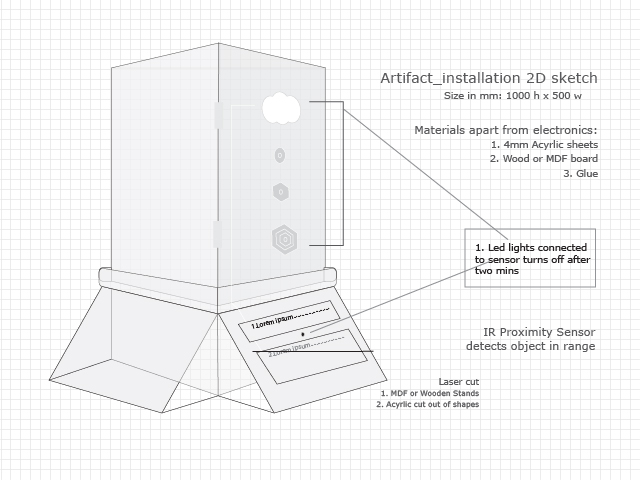 Artifact_installation 2D sketch
Size in mm: 1000 h x 500 w
Materials apart from electronics:
1. 4mm Acyrlic sheets
2. Wood or MDF board
3. Glue
1. Led lights connected
to sensor turns off after
two mins
1.Lorem ipsum
2.Lorem ipsum
IR Proximity Sensor
detects object in range
Laser cut
1. MDF or Wooden Stands
2. Acyrlic cut out of shapes